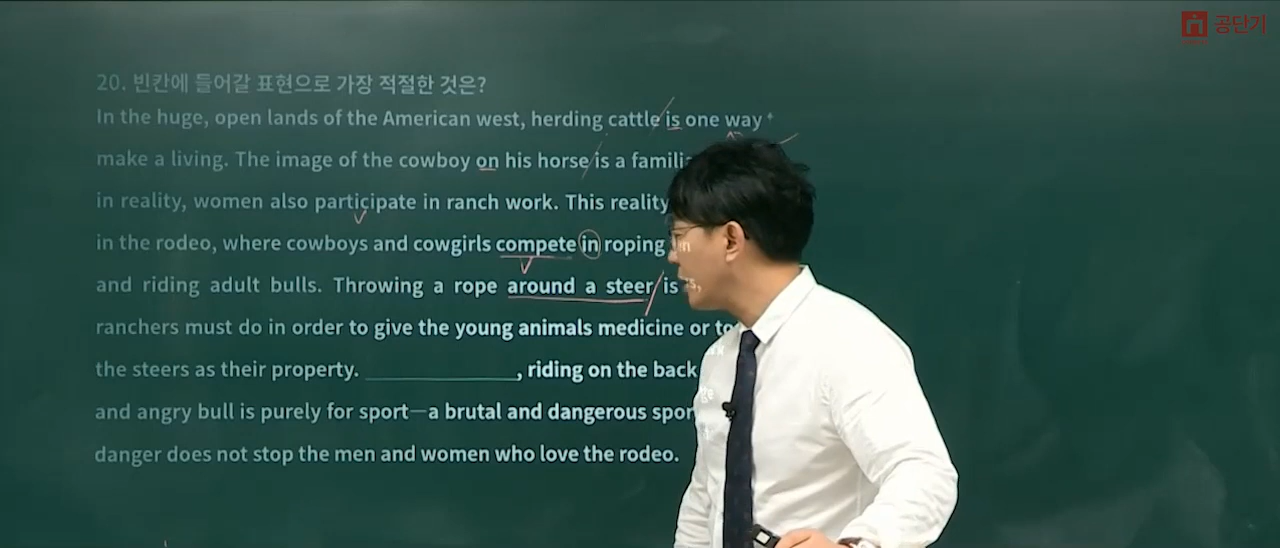 공단기
20. 빈칸에 들어갈 표현으로 가장 적절한 것은?
In the huge, open lands of the American west, herding cattle is one way
make a living. The image of the cowboy on his horse is a
in reality, women also participate in ranch work. This reality
in the rodeo, where cowboys and cowgirls compete in roping
and riding adult bulls. Throwing a rope around a steer is
ranchers must do in order to give the young animals medicine or to
the steers as their property. ____________, riding on the back
and angry bull is purely for sport—a brutal and dangerous
danger does not stop the men and women who love the rodeo.